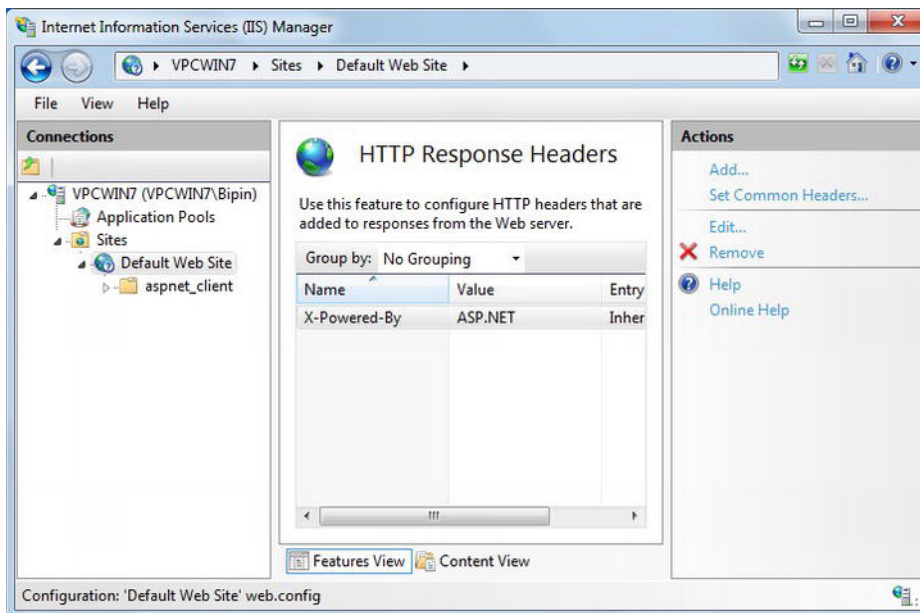 Internet Information Services (IIS) Manager
VPCWIN7 Sites Default Web Site
File View Help
Connections
VPCWIN7 (VPCWIN7\Bipin)
Application Pools
Sites
Default Web Site
aspnet_client
HTTP Response Headers
Use this feature to configure HTTP headers that are
added to responses from the Web server.
Group by: No Grouping
Name Value Entry
X-Powered-By ASP.NET Inher
Features View Content View
Actions
Add...
Set Common Headers...
Edit...
Remove
Help
Online Help
Configuration: 'Default Web Site' web.config